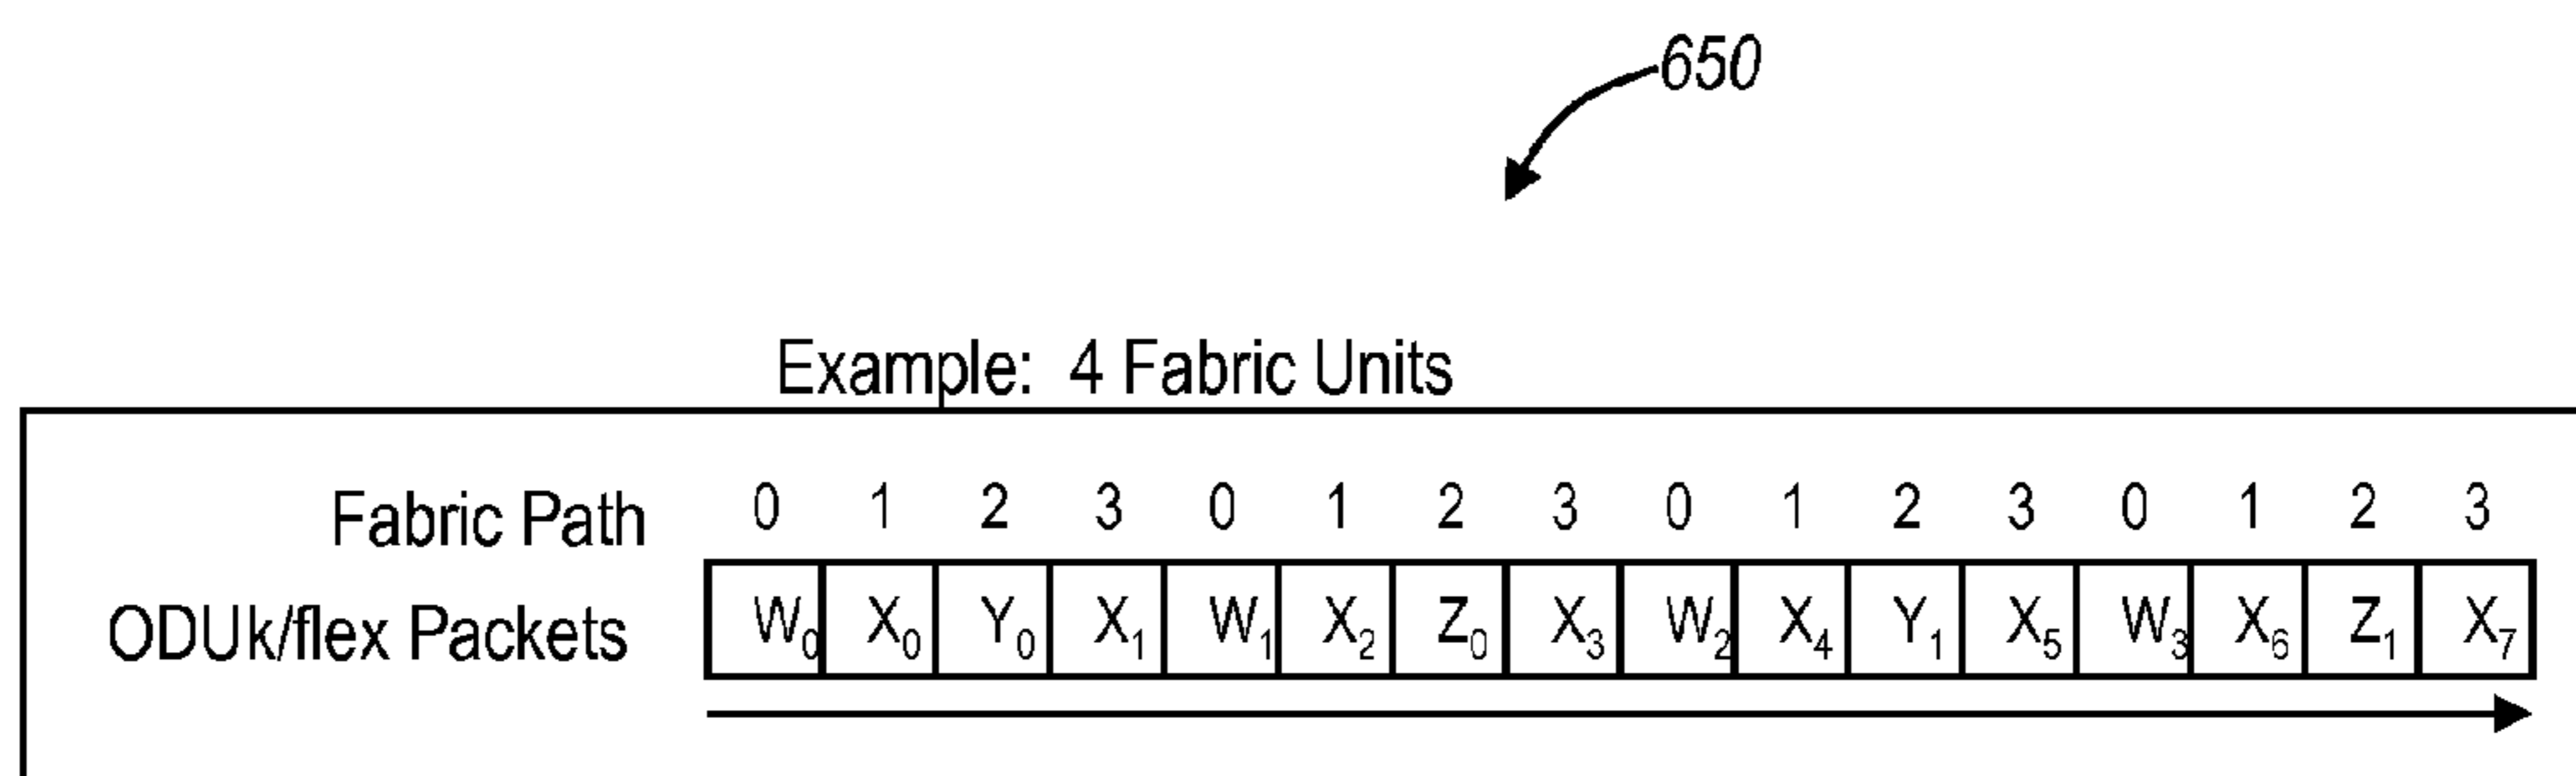 650
Example: 4 Fabric Units
Fabric Path 0 1 2 3 0 1 2 3 0 1 2 3 0 1 2 3
ODUk/flex Packets W₀ X₀ Y₀ X₁ W₁ X₂ Z₀ X₃ W₂ X₄ Y₁ X₅ W₃ X₆ Z₁ X₇